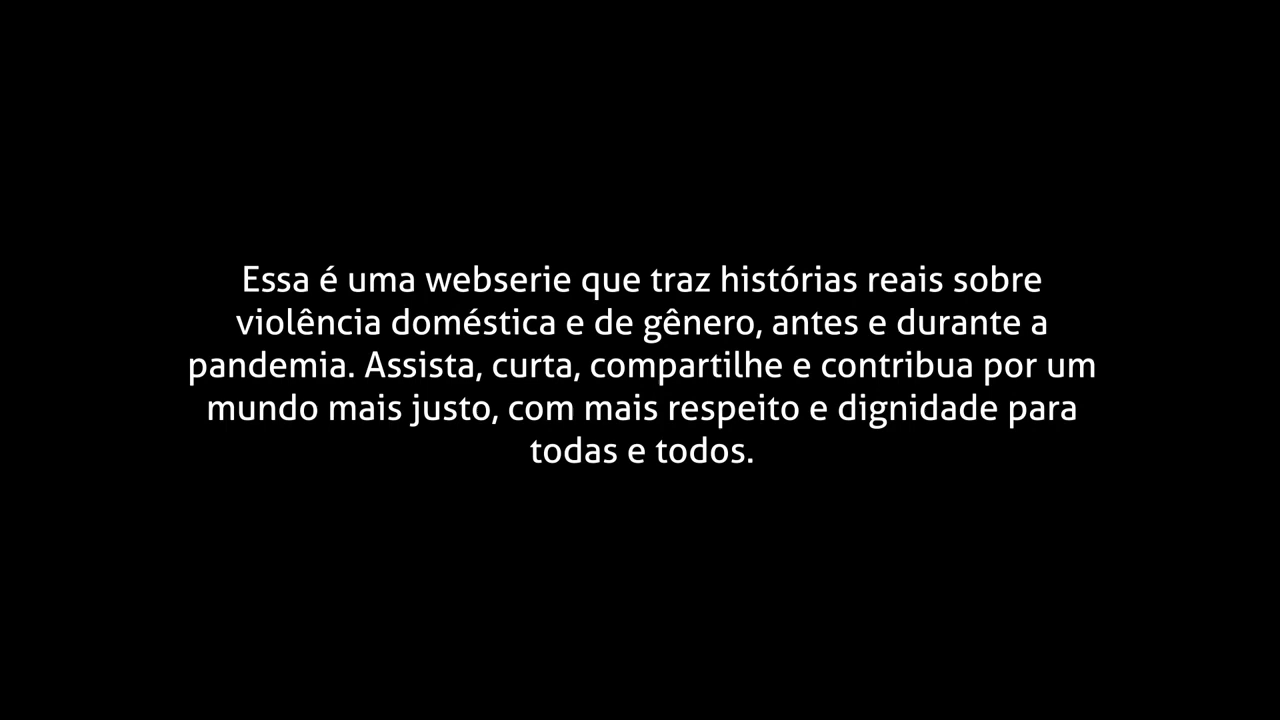 Essa é uma webserie que traz histórias reais sobre
violência doméstica e de gênero, antes e durante a
pandemia. Assista, curta, compartilhe e contribua por um
mundo mais justo, com mais respeito e dignidade para
todas e todos.